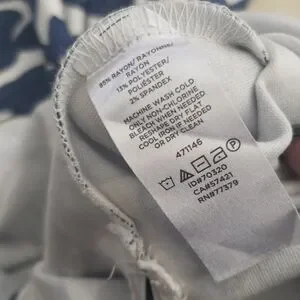 85% RAYON/ RAYONNE/
RAYON
13% POLYESTER/
POLIÉSTER
2% SPANDEX
MACHINE WASH COLD
ONLY NON-CHLORINE
BLEACH WHEN NEEDED
RESHAPE DRY FLAT
COOL IRON IF NEEDED
OR DRY CLEAN
471146
P
ID#70320
CA#57421
RN#77379